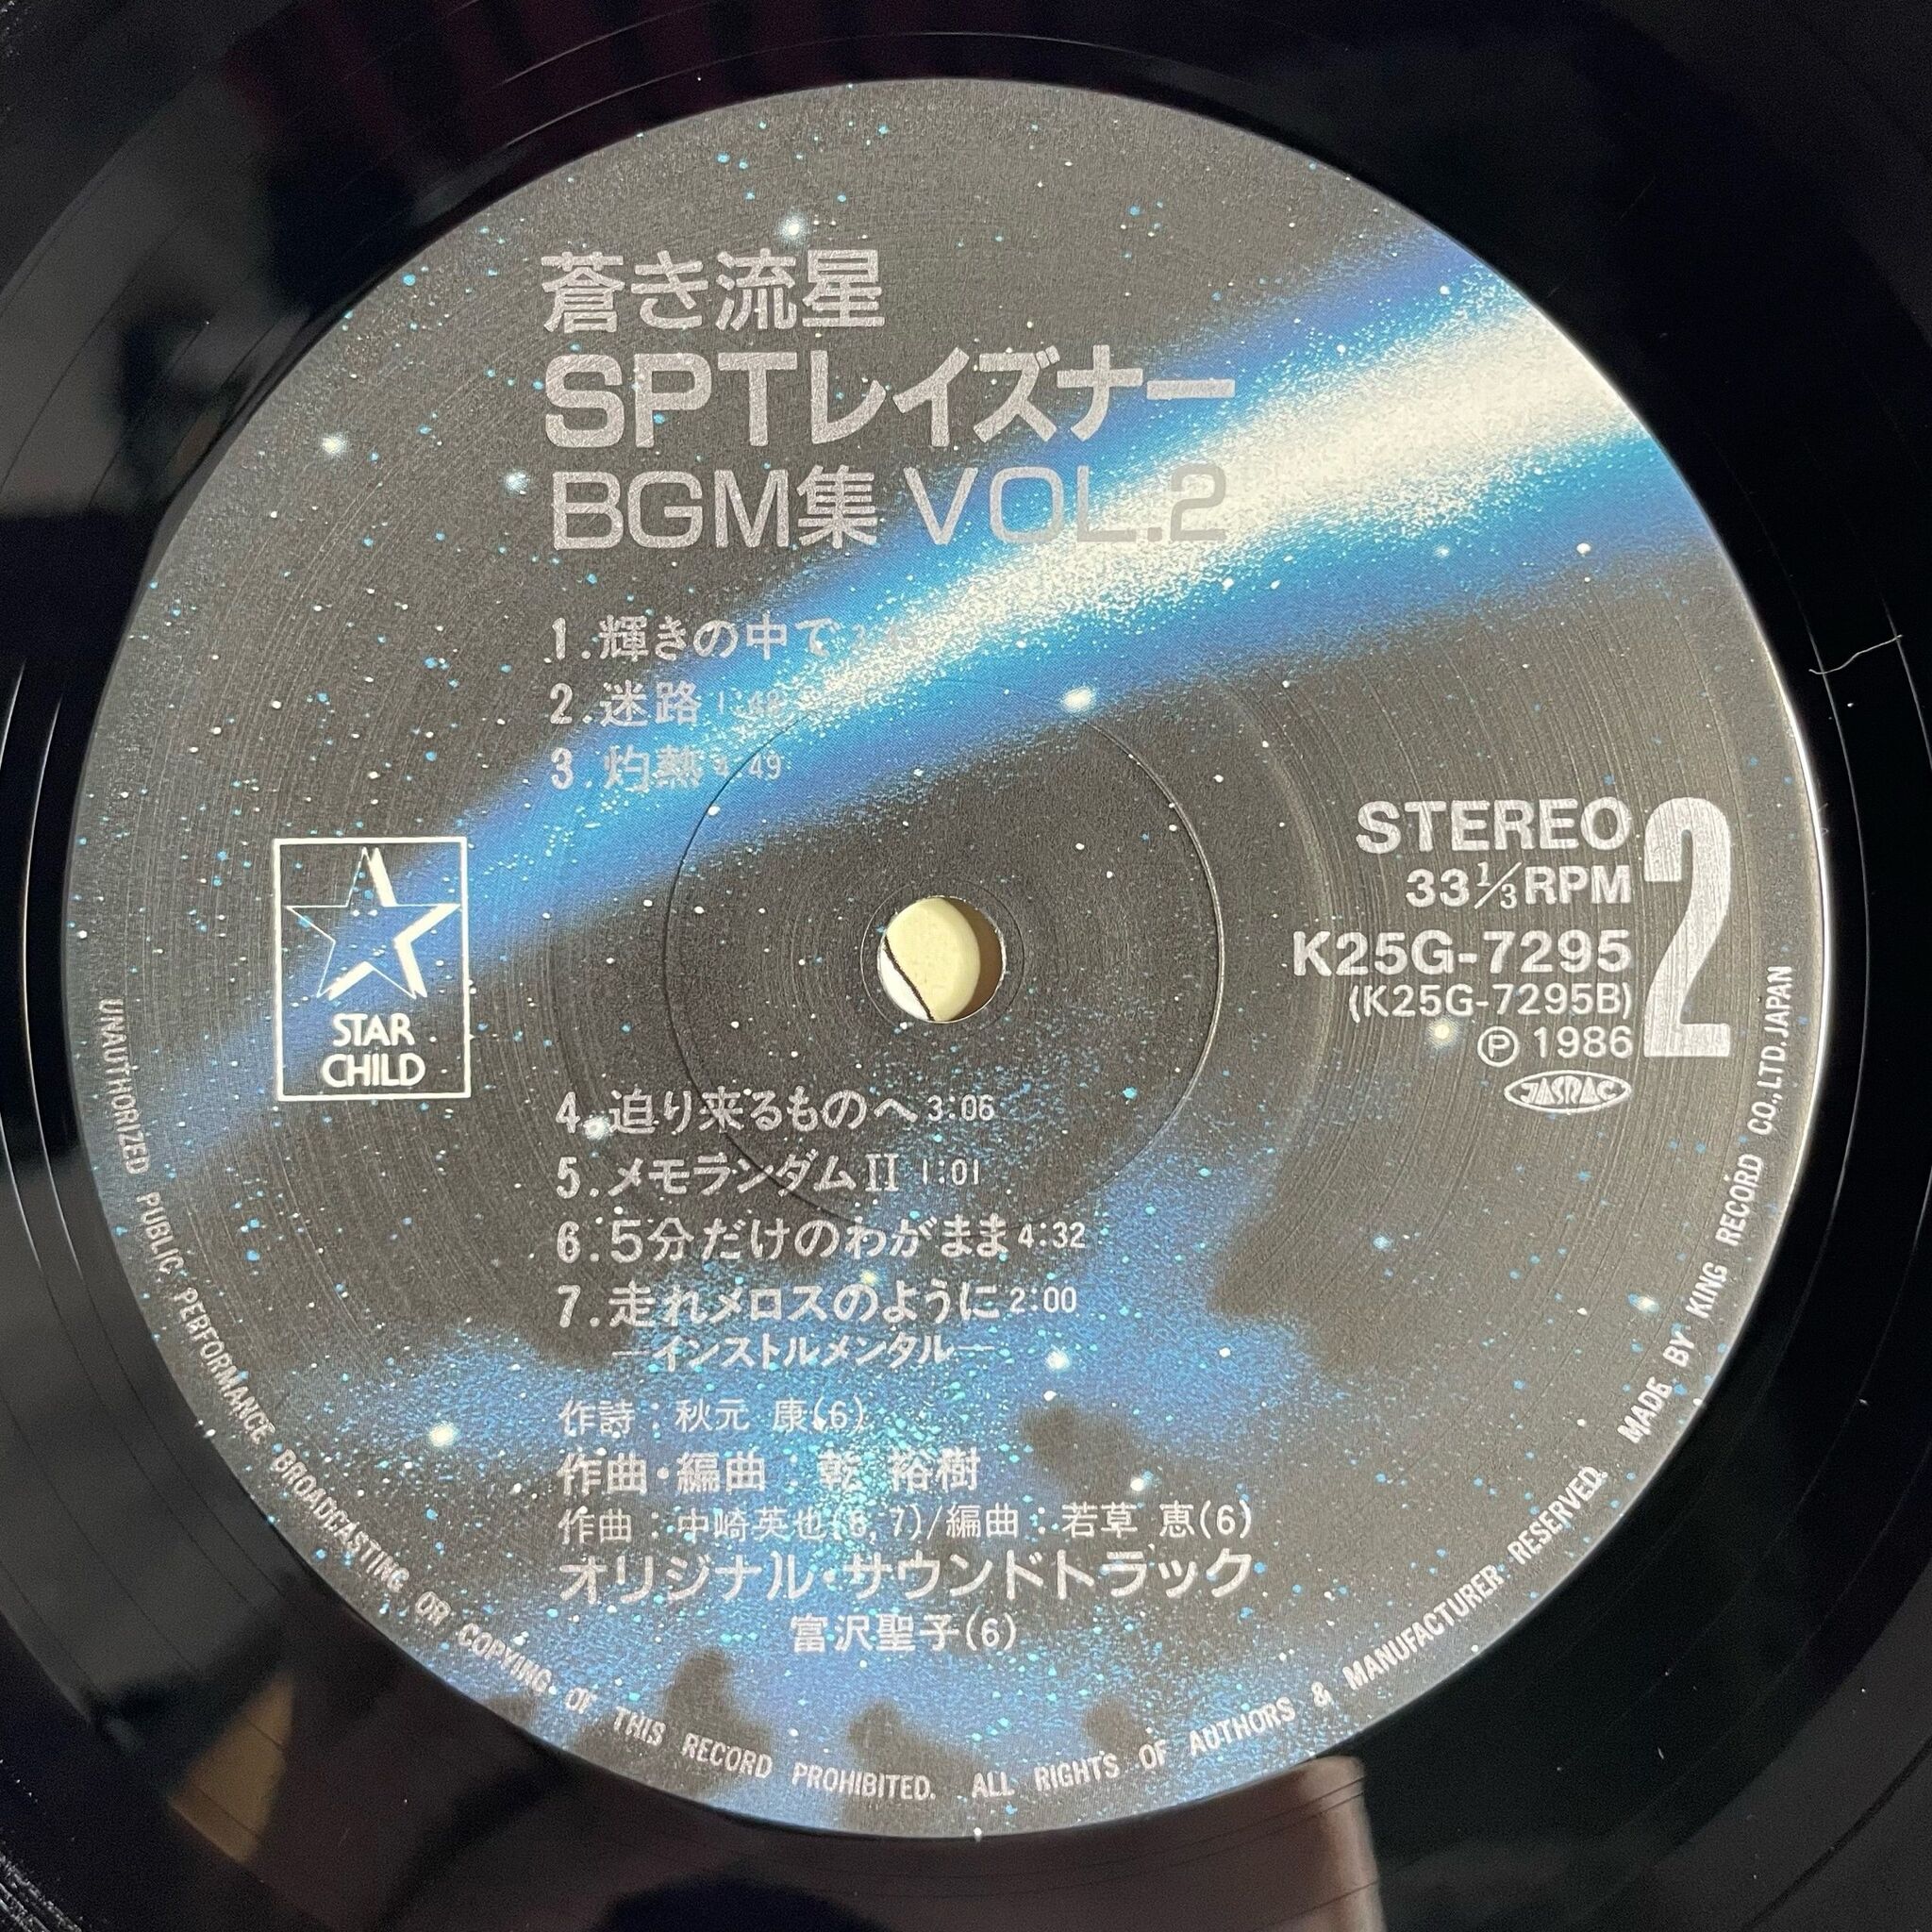 蒼き流星
SPTレイズナー
BGM集 VOL.2
1.輝きの中で
2.迷路 1:48
3 灼熱 4:49
STAR
CHILD
STEREO
33 1/3 RPM
K25G-7295
(K25G-7295B)
Ⓟ 1986
JASRAC
2
4.迫り来るものへ 3:06
5.メモランダムII 1:01
6.5分だけのわがまま 4:32
7.走れメロスのように 2:00
―インストルメンタル―
作詩：秋元 康(6)
作曲・編曲：乾 裕樹
作曲：中崎英也(6,7)/編曲：若草 恵(6)
オリジナル・サウンドトラック
富沢聖子(6)
UNAUTHORIZED PUBLIC PERFORMANCE BROADCASTING OR COPYING OF THIS RECORD PROHIBITED. ALL RIGHTS OF AUTHORS & MANUFACTURER RESERVED. MADE BY KING RECORD CO.,LTD.JAPAN